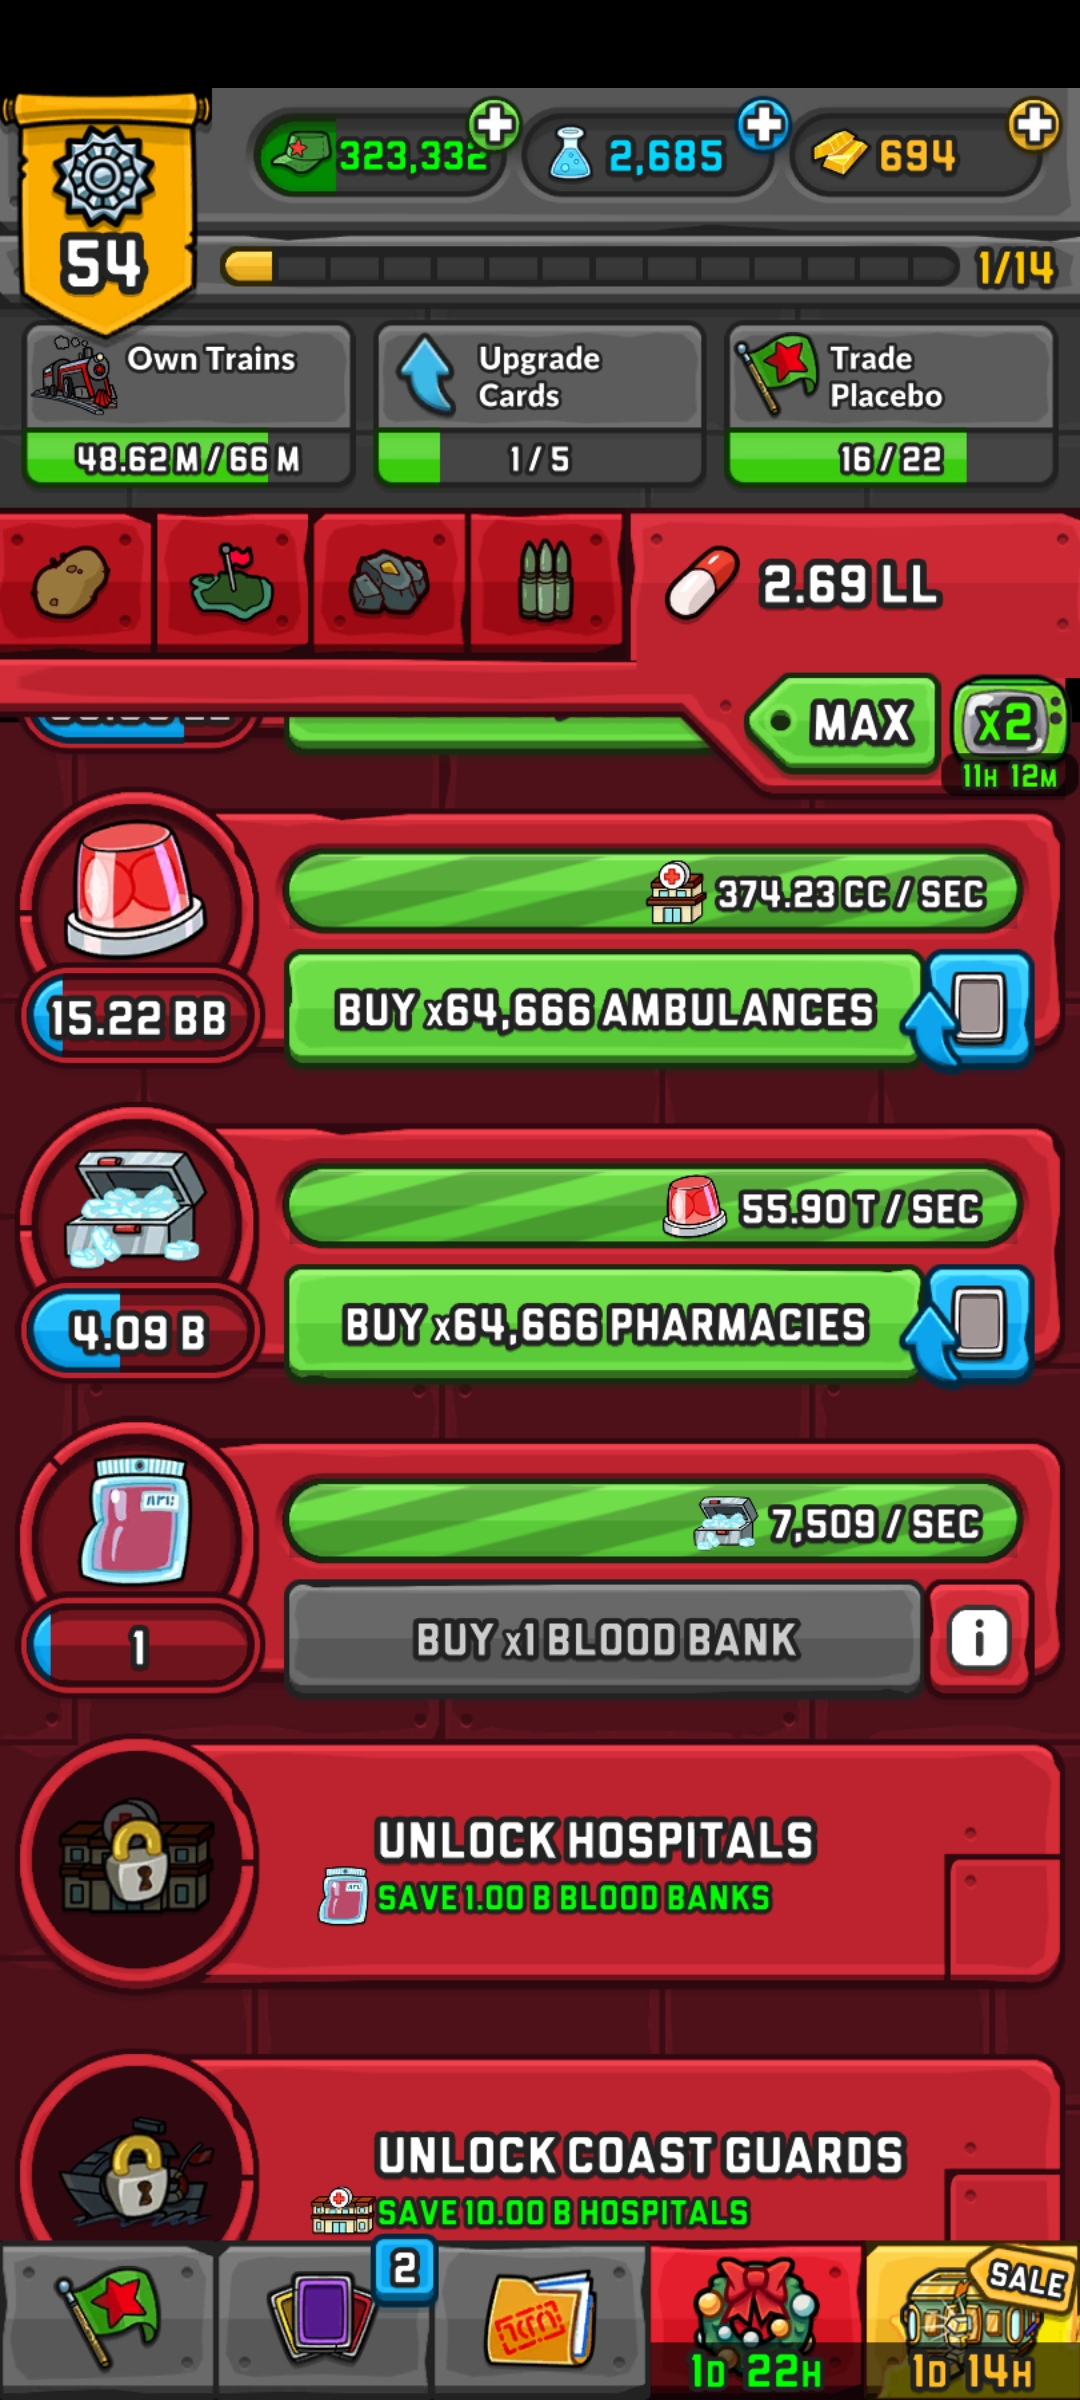 323,332
2,685
694
54
1/14
Own Trains
48.62 M / 66 M
Upgrade
Cards
1 / 5
Trade
Placebo
16 / 22
2.69 LL
MAX
x2
11H 12M
374.23 CC / SEC
15.22 BB
BUY x64,666 AMBULANCES
55.90 T / SEC
4.09 B
BUY x64,666 PHARMACIES
7,509 / SEC
1
BUY x1 BLOOD BANK
i
UNLOCK HOSPITALS
SAVE 1.00 B BLOOD BANKS
UNLOCK COAST GUARDS
SAVE 10.00 B HOSPITALS
2
SALE
1D 22H
1D 14H